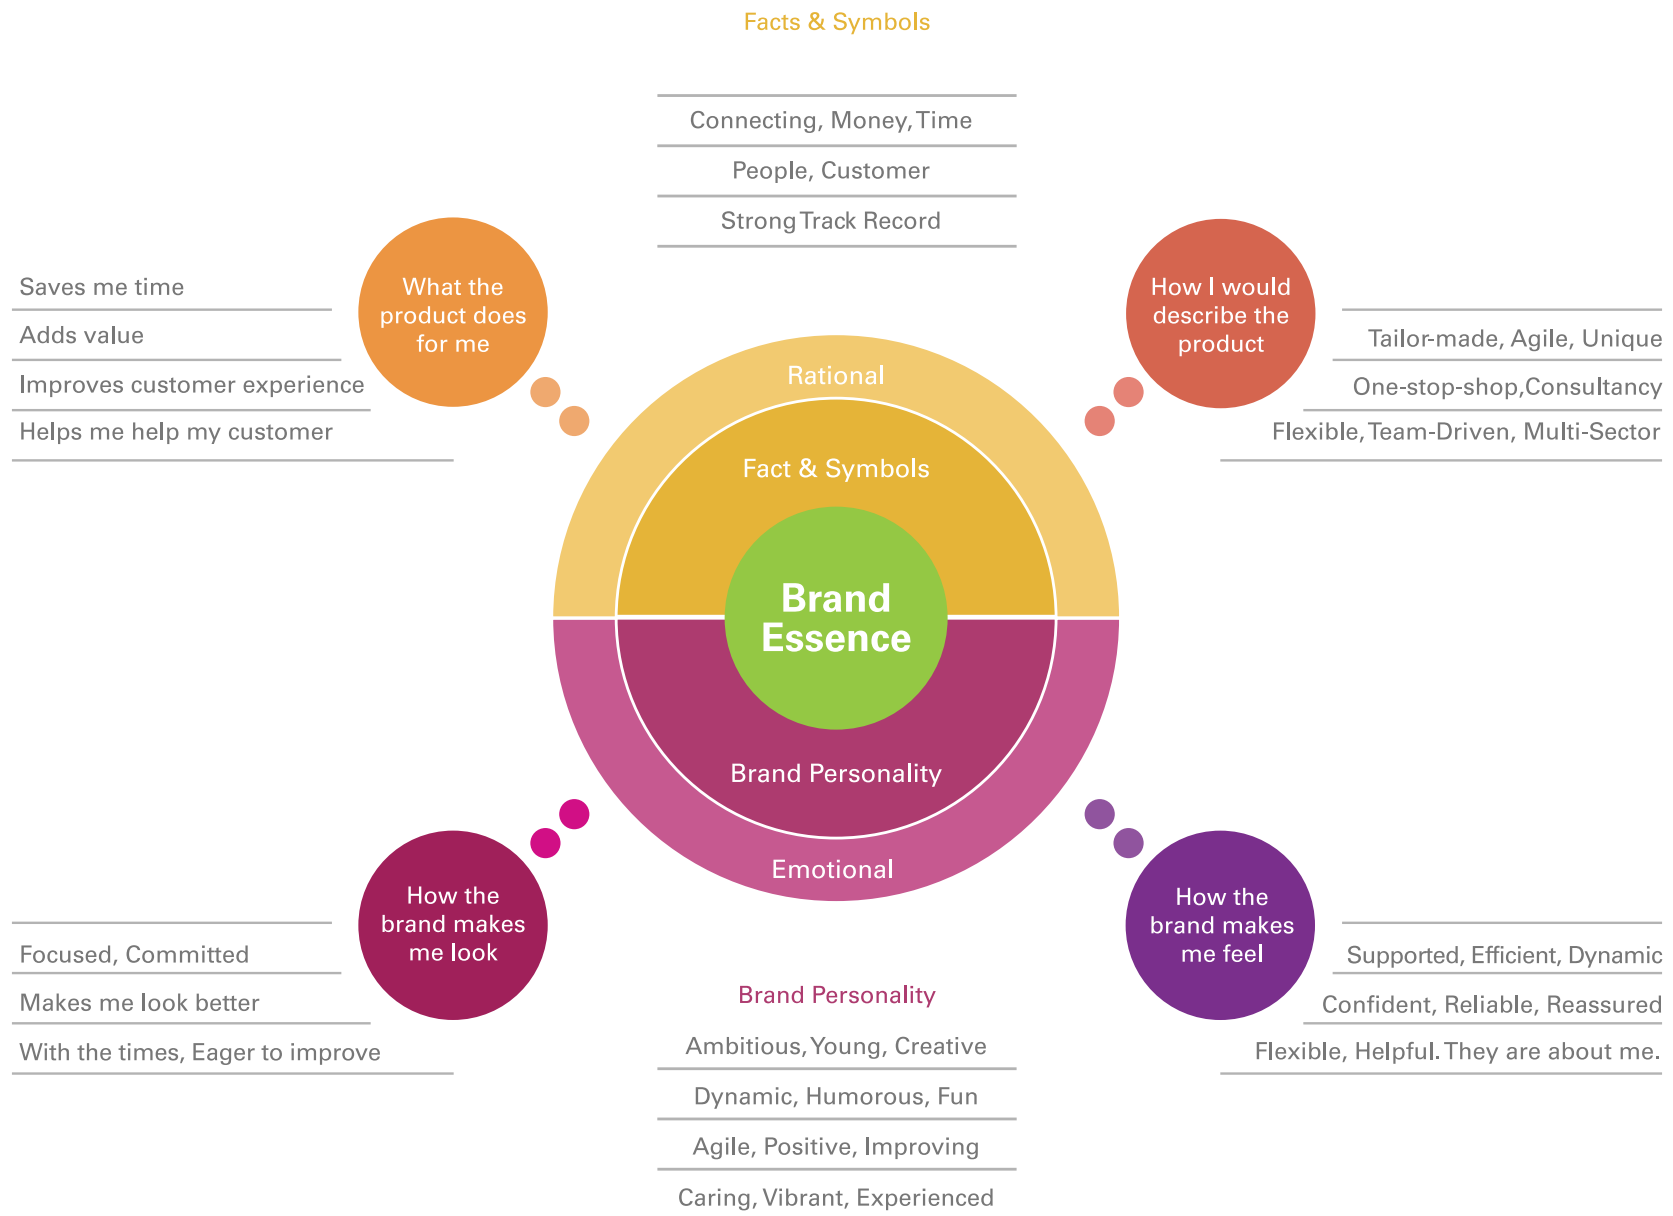 Facts & Symbols
Connecting, Money, Time
People, Customer
Strong Track Record
What the
product does
for me
Saves me time
Adds value
Improves customer experience
Helps me help my customer
How I would
describe the
product
Tailor-made, Agile, Unique
One-stop-shop,Consultancy
Flexible, Team-Driven, Multi-Sector
Rational
Fact & Symbols
Brand
Essence
Brand Personality
Emotional
How the
brand makes
me look
Focused, Committed
Makes me look better
With the times, Eager to improve
How the
brand makes
me feel
Supported, Efficient, Dynamic
Confident, Reliable, Reassured
Flexible, Helpful. They are about me.
Brand Personality
Ambitious, Young, Creative
Dynamic, Humorous, Fun
Agile, Positive, Improving
Caring, Vibrant, Experienced